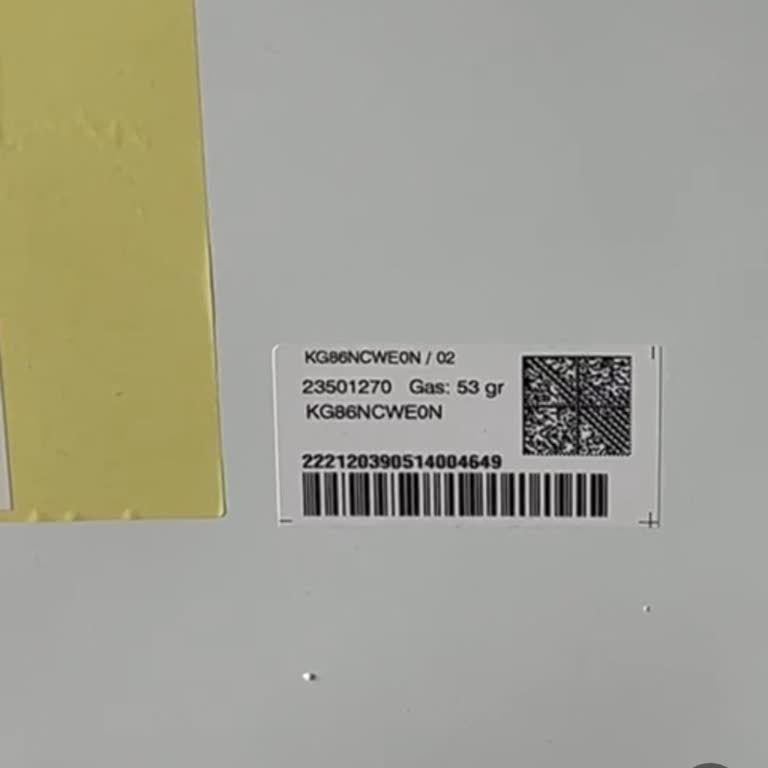 KG86NCWE0N / 02
23501270 Gas: 53 gr
KG86NCWE0N
222120390514004649